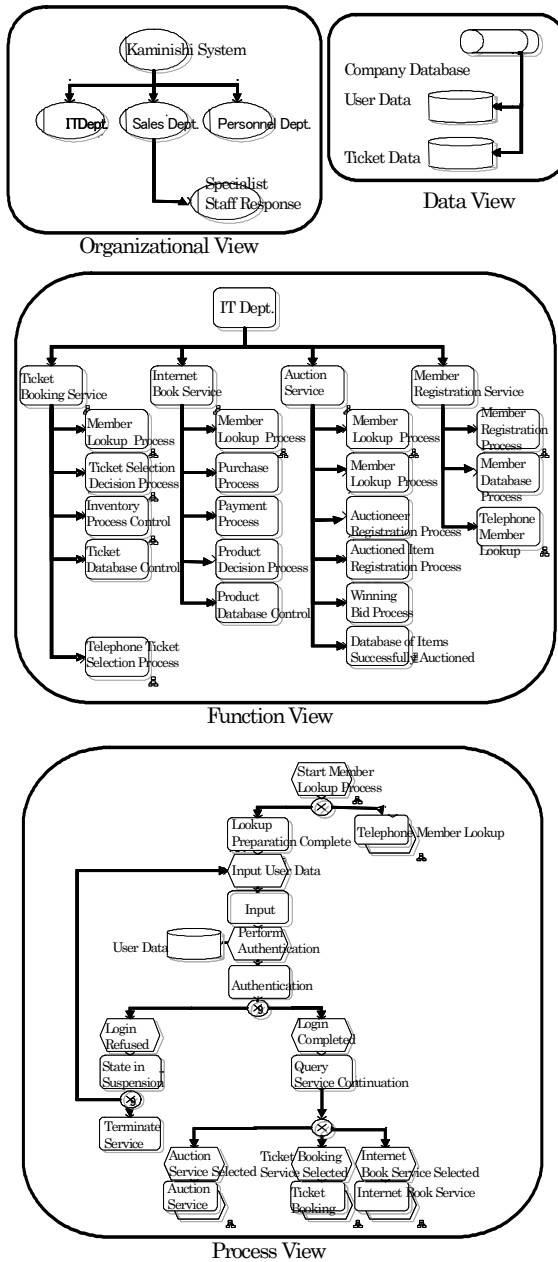 Kaminishi System
ITDept.
Sales Dept.
Personnel Dept.
Specialist
Staff Response
Organizational View
Company Database
User Data
Ticket Data
Data View
IT Dept.
Ticket
Booking Service
Internet
Book Service
Auction
Service
Member
Registration Service
Member
Lookup Process
Ticket Selection
Decision Process
Inventory
Process Control
Ticket
Database Control
Telephone Ticket
Selection Process
Member
Lookup Process
Purchase
Process
Payment
Process
Product
Decision Process
Product
Database Control
Member
Lookup Process
Member
Lookup Process
Auctioneer
Registration Process
Auctioned Item
Registration Process
Winning
Bid Process
Database of Items
Successfully Auctioned
Member
Registration
Process
Member
Database
Process
Telephone
Member
Lookup
Function View
Start Member
Lookup Process
Lookup
Preparation Complete
Telephone Member Lookup
Input User Data
Input
User Data
Perform
Authentication
Authentication
Login
Refused
Login
Completed
State in
Suspension
Query
Service Continuation
Terminate
Service
Auction
Service Selected
Ticket Booking
Service Selected
Internet
Book Service Selected
Auction
Service
Ticket
Booking
Internet Book Service
Process View